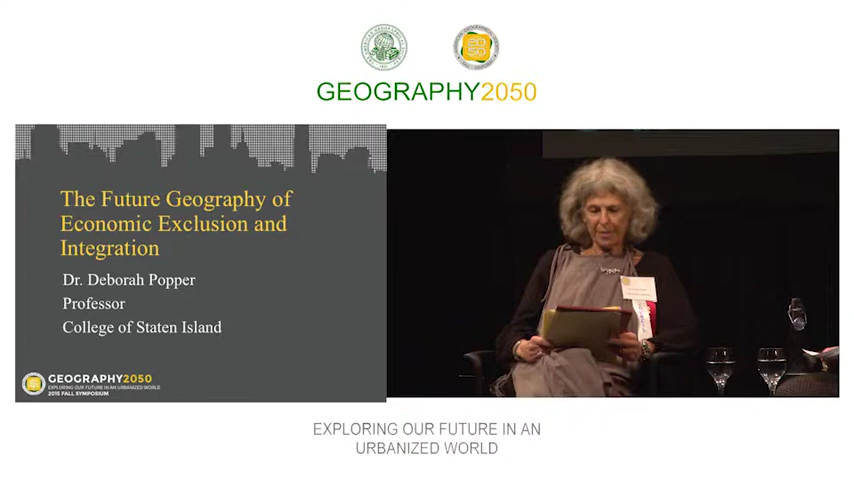 GEOGRAPHY2050
The Future Geography of
Economic Exclusion and
Integration
Dr. Deborah Popper
Professor
College of Staten Island
GEOGRAPHY2050
EXPLORING OUR FUTURE IN AN URBANIZED WORLD
2015 FALL SYMPOSIUM
EXPLORING OUR FUTURE IN AN
URBANIZED WORLD